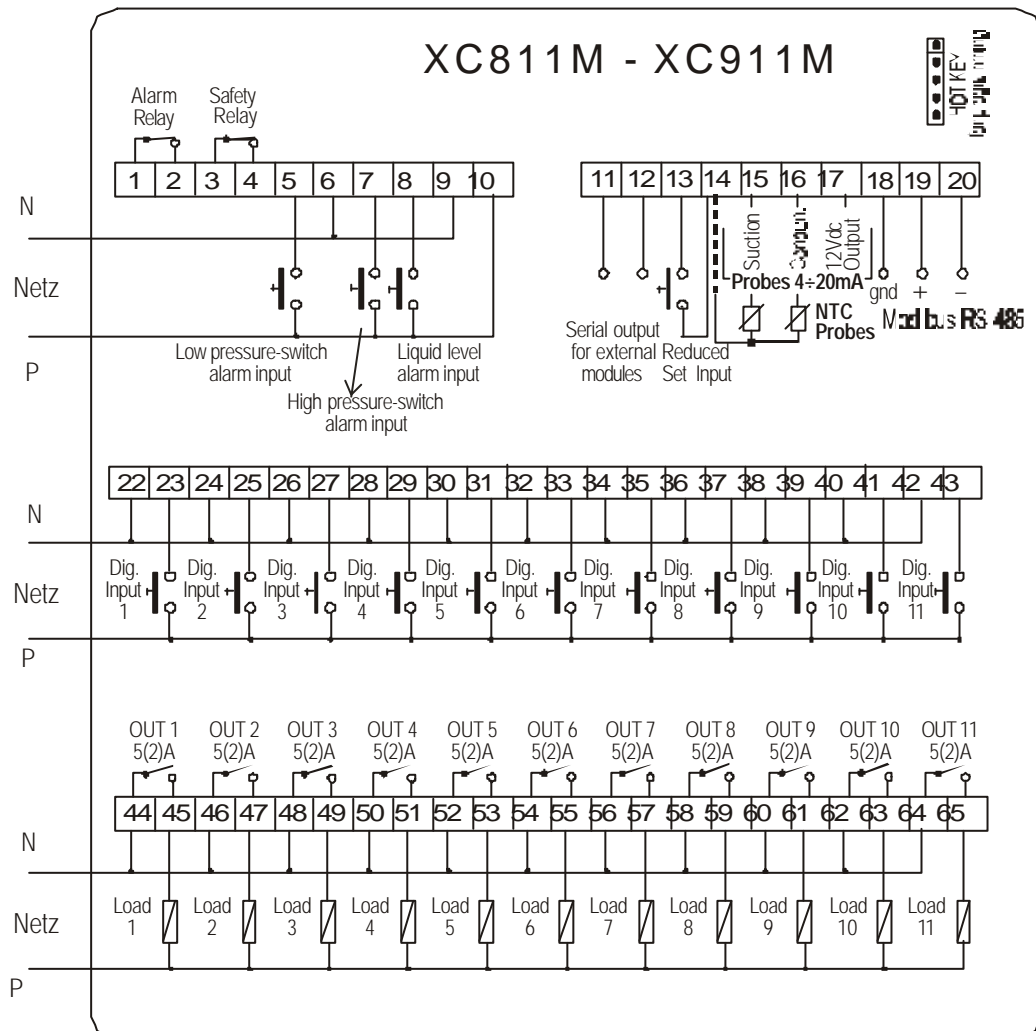 XC811M - XC911M
HOT KEY
Alarm Relay
Safety Relay
1 2 3 4 5 6 7 8 9 10
11 12 13 14 15 16 17 18 19 20
N
Netz
P
Low pressure-switch alarm input
High pressure-switch alarm input
Liquid level alarm input
Suction
12Vdc Output
Probes 4÷20mA
NTC Probes
gnd + –
Modbus RS-485
Serial output for external modules
Reduced Set Input
22 23 24 25 26 27 28 29 30 31 32 33 34 35 36 37 38 39 40 41 42 43
N
Netz
P
Dig. Input 1
Dig. Input 2
Dig. Input 3
Dig. Input 4
Dig. Input 5
Dig. Input 6
Dig. Input 7
Dig. Input 8
Dig. Input 9
Dig. Input 10
Dig. Input 11
OUT 1 5(2)A
OUT 2 5(2)A
OUT 3 5(2)A
OUT 4 5(2)A
OUT 5 5(2)A
OUT 6 5(2)A
OUT 7 5(2)A
OUT 8 5(2)A
OUT 9 5(2)A
OUT 10 5(2)A
OUT 11 5(2)A
44 45 46 47 48 49 50 51 52 53 54 55 56 57 58 59 60 61 62 63 64 65
N
Netz
P
Load 1
Load 2
Load 3
Load 4
Load 5
Load 6
Load 7
Load 8
Load 9
Load 10
Load 11